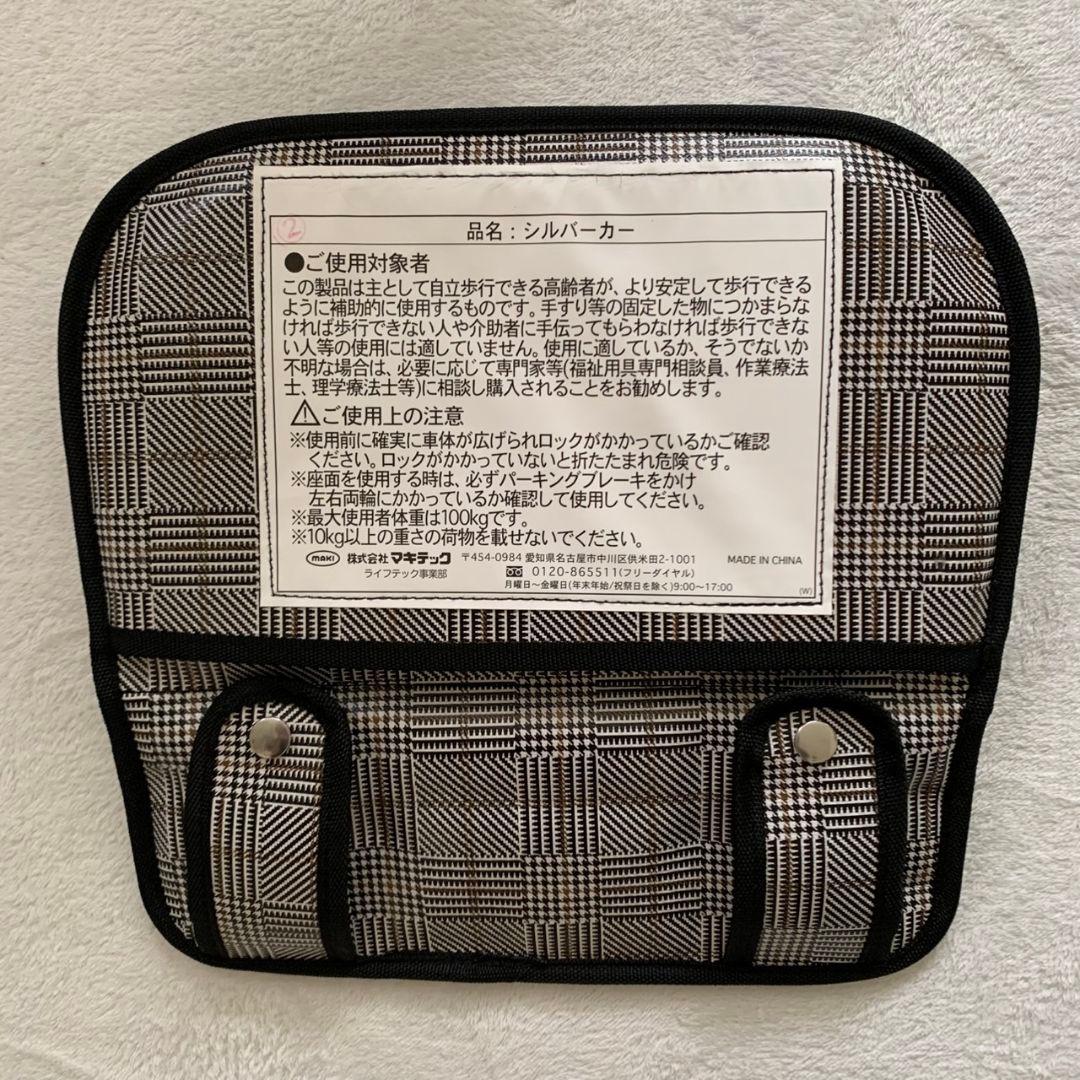 ②
品名：シルバーカー
●ご使用対象者
この製品は主として自立歩行できる高齢者が、より安定して歩行できる
ように補助的に使用するものです。手すり等の固定した物につかまらな
ければ歩行できない人や介助者に手伝ってもらわなければ歩行できな
い人等の使用には適していません。使用に適しているか、そうでないか
不明な場合は、必要に応じて専門家等(福祉用具専門相談員、作業療法
士、理学療法士等)に相談し購入されることをお勧めします。
⚠ご使用上の注意
※使用前に確実に車体が広げられロックがかかっているかご確認
ください。ロックがかかっていないと折たたまれ危険です。
※座面を使用する時は、必ずパーキングブレーキをかけ
左右両輪にかかっているか確認して使用してください。
※最大使用者体重は100kgです。
※10kg以上の重さの荷物を載せないでください。
MAKI 株式会社マキテック 〒454-0984 愛知県名古屋市中川区供米田2-1001 MADE IN CHINA
ライフテック事業部 0120-865511(フリーダイヤル)
月曜日～金曜日(年末年始/祝祭日を除く)9:00～17:00 (W)